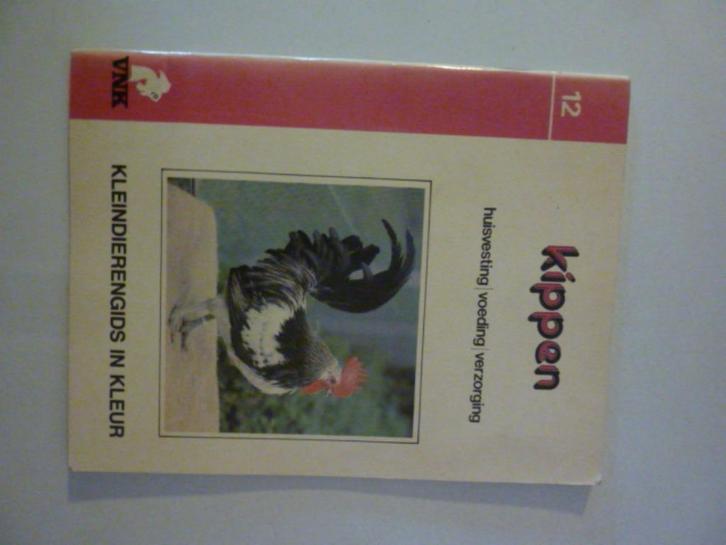 12
kippen
huisvesting|voeding|verzorging
KLEINDIERENGIDS IN KLEUR
VNK